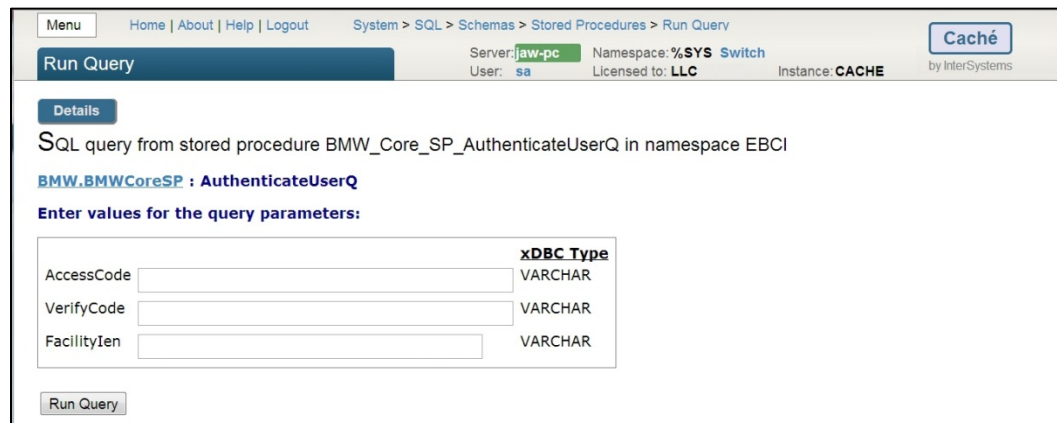 Menu Home | About | Help | Logout System > SQL > Schemas > Stored Procedures > Run Query
Run Query
Server:jaw-pc Namespace:%SYS Switch
User: sa Licensed to: LLC Instance:CACHE
Caché
by InterSystems
Details
SQL query from stored procedure BMW_Core_SP_AuthenticateUserQ in namespace EBCI
BMW.BMWCoreSP : AuthenticateUserQ
Enter values for the query parameters:
xDBC Type
AccessCode VARCHAR
VerifyCode VARCHAR
FacilityIen VARCHAR
Run Query